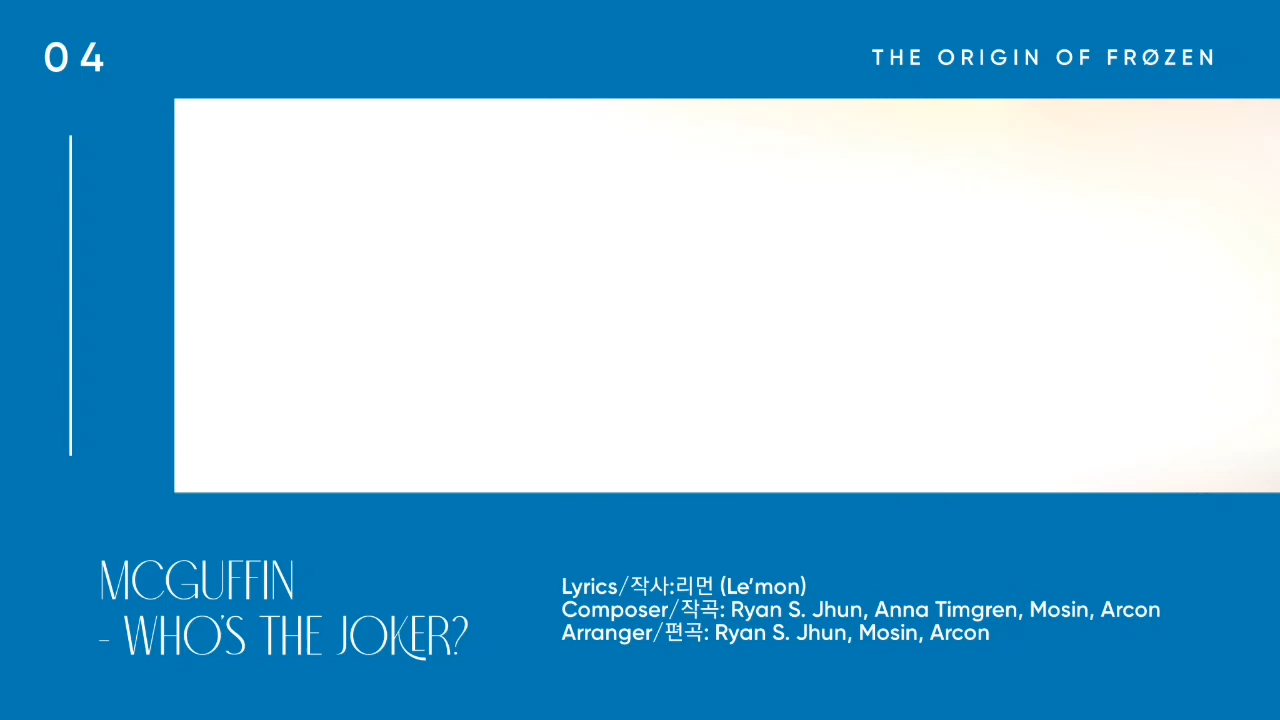 04
THE ORIGIN OF FRØZEN
MCGUFFIN
- WHO'S THE JOKER?
Lyrics/작사:리먼 (Le'mon)
Composer/작곡: Ryan S. Jhun, Anna Timgren, Mosin, Arcon
Arranger/편곡: Ryan S. Jhun, Mosin, Arcon